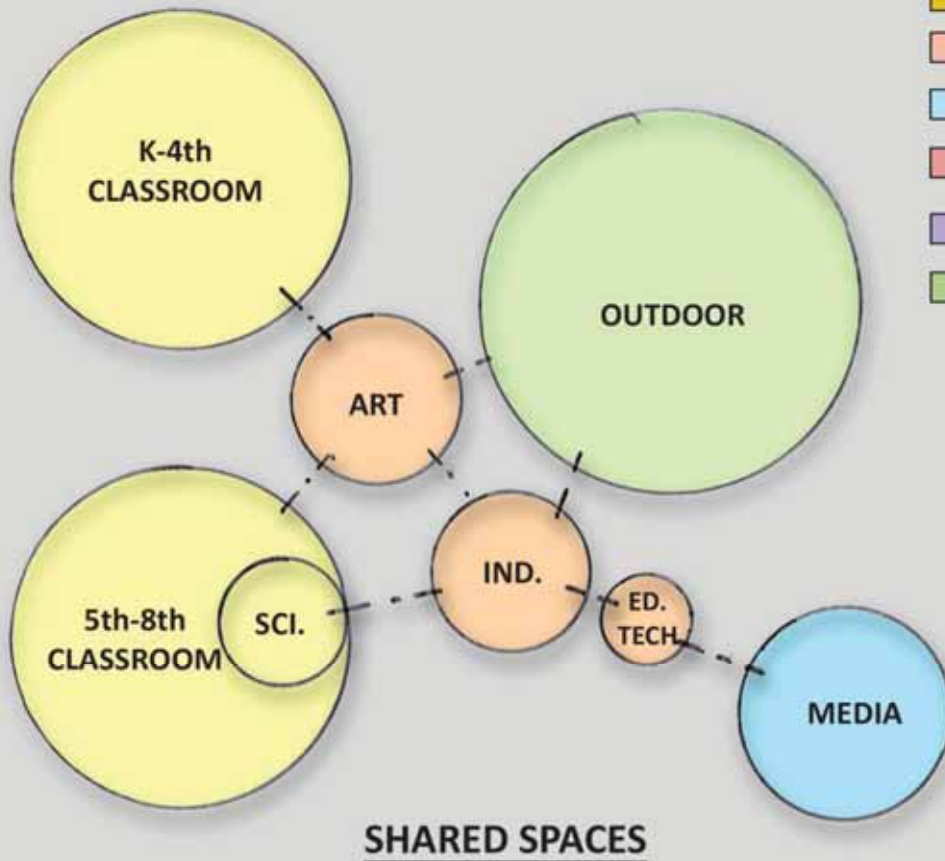 K-4th
CLASSROOM
OUTDOOR
ART
IND.
ED.
TECH
5th-8th
CLASSROOM
SCI.
MEDIA
SHARED SPACES